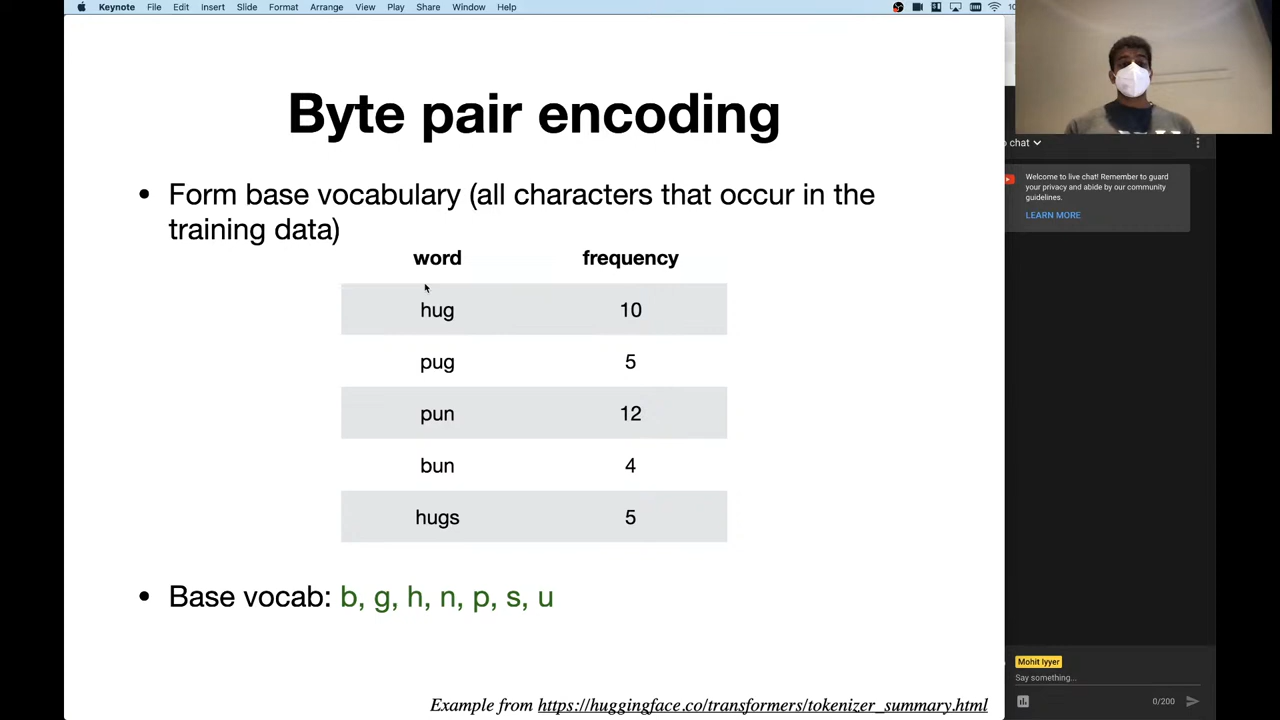 Keynote File Edit Insert Slide Format Arrange View Play Share Window Help
Byte pair encoding
• Form base vocabulary (all characters that occur in the
training data)
word frequency
hug 10
pug 5
pun 12
bun 4
hugs 5
• Base vocab: b, g, h, n, p, s, u
Example from https://huggingface.co/transformers/tokenizer_summary.html
chat
Welcome to live chat! Remember to guard
your privacy and abide by our community
guidelines.
LEARN MORE
Mohit Iyyer
Say something...
0/200